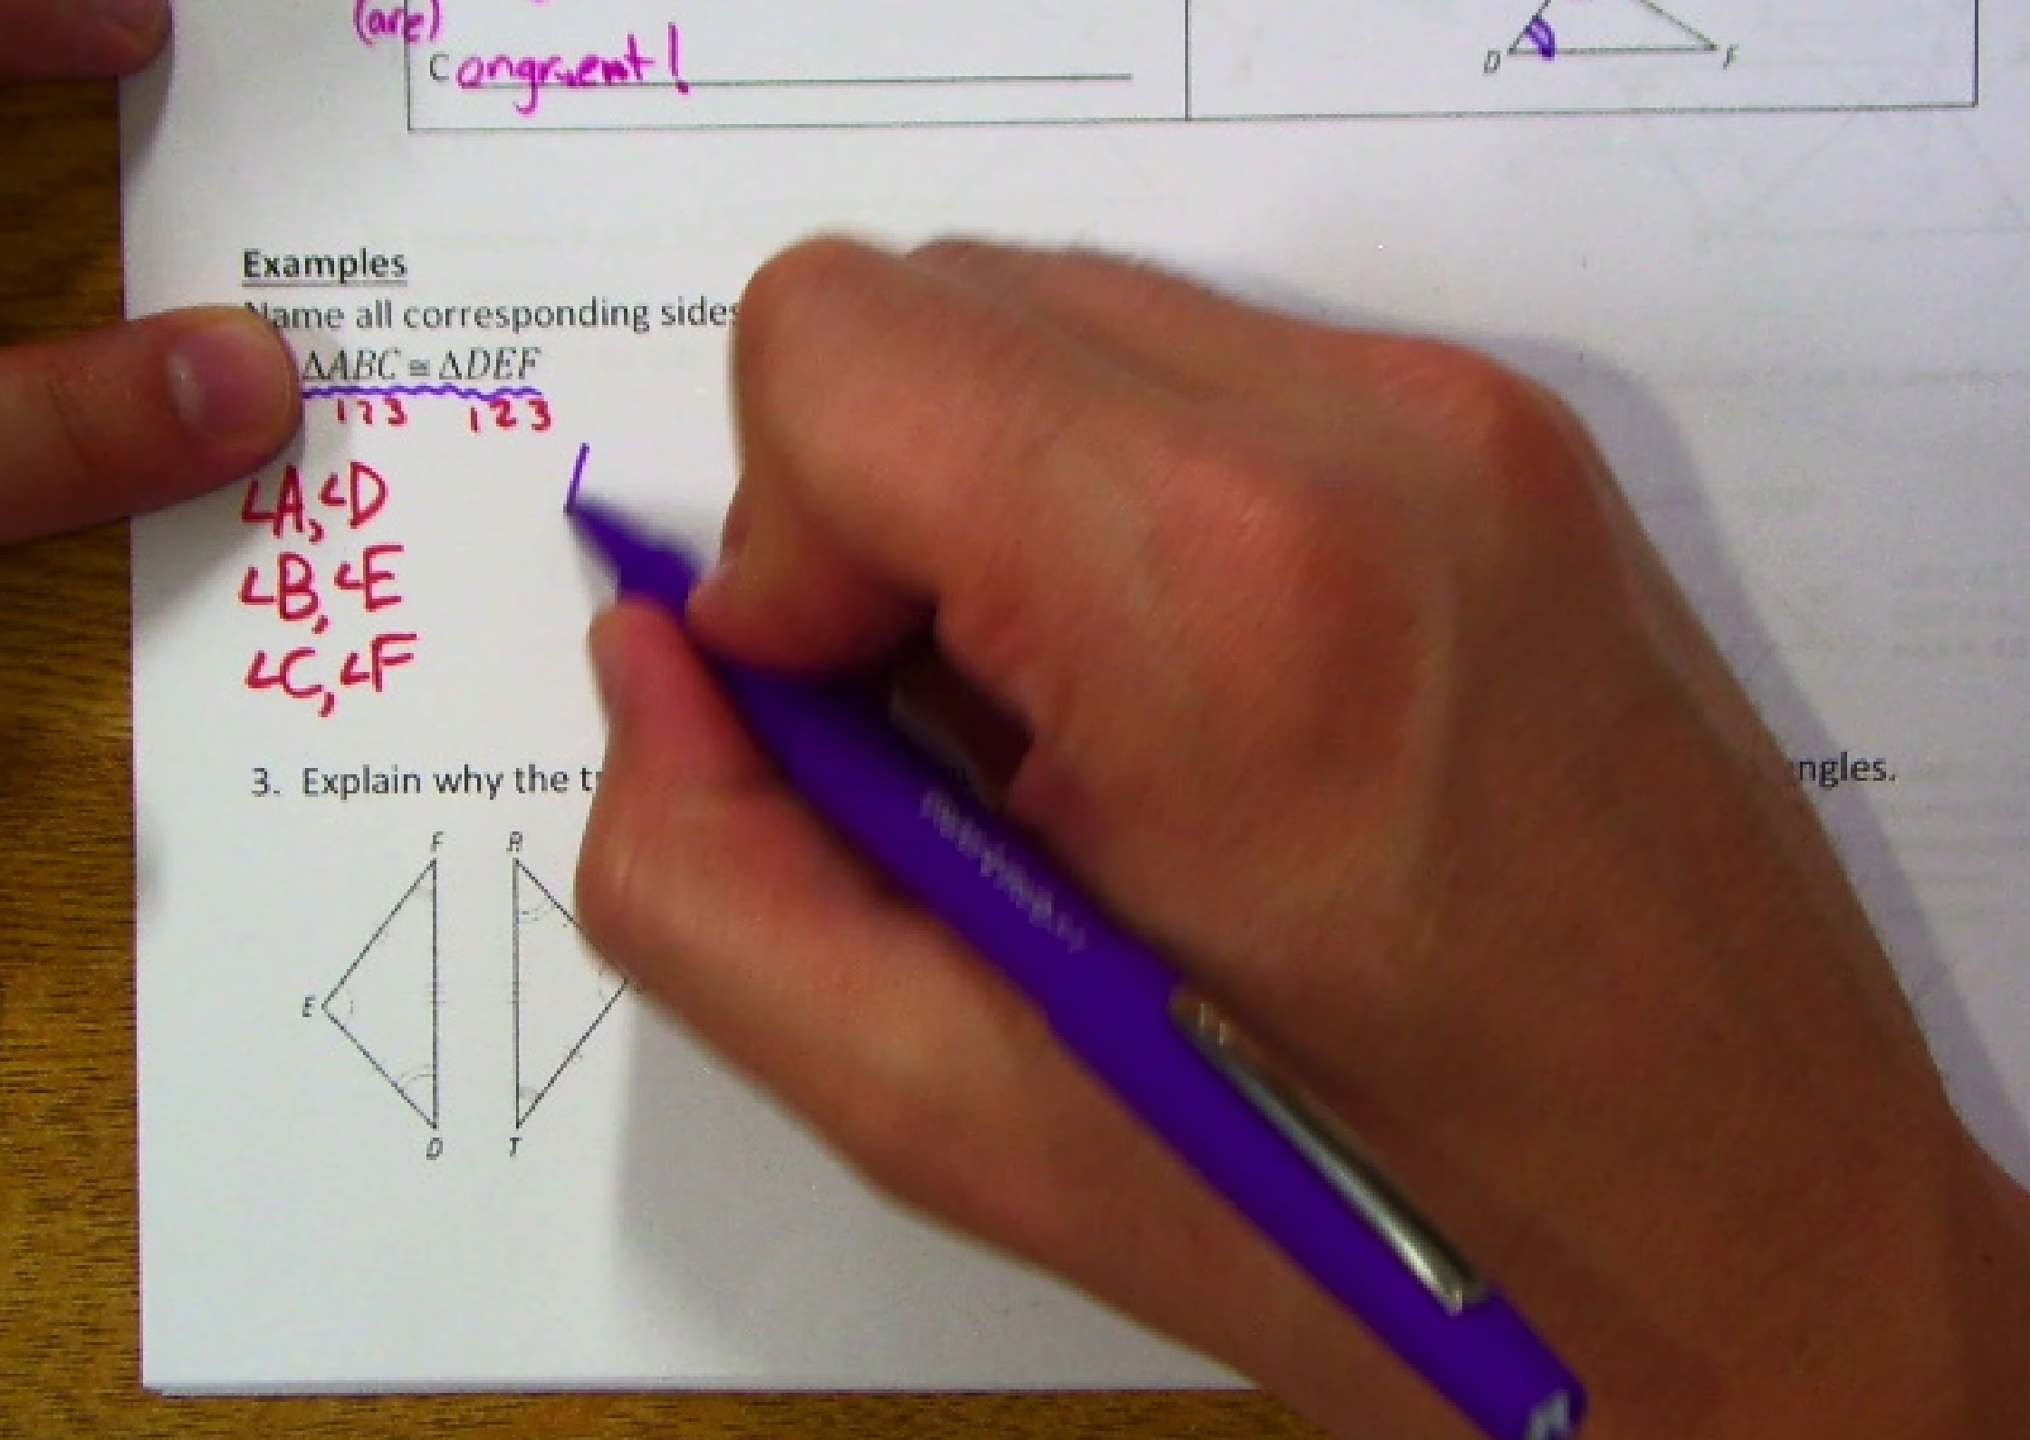 (are)
Congruent!
D F
Examples
Name all corresponding sides
ΔABC ≅ ΔDEF
123 123
∠A, ∠D
∠B, ∠E
∠C, ∠F
3. Explain why the ngles.
F R
E
D T